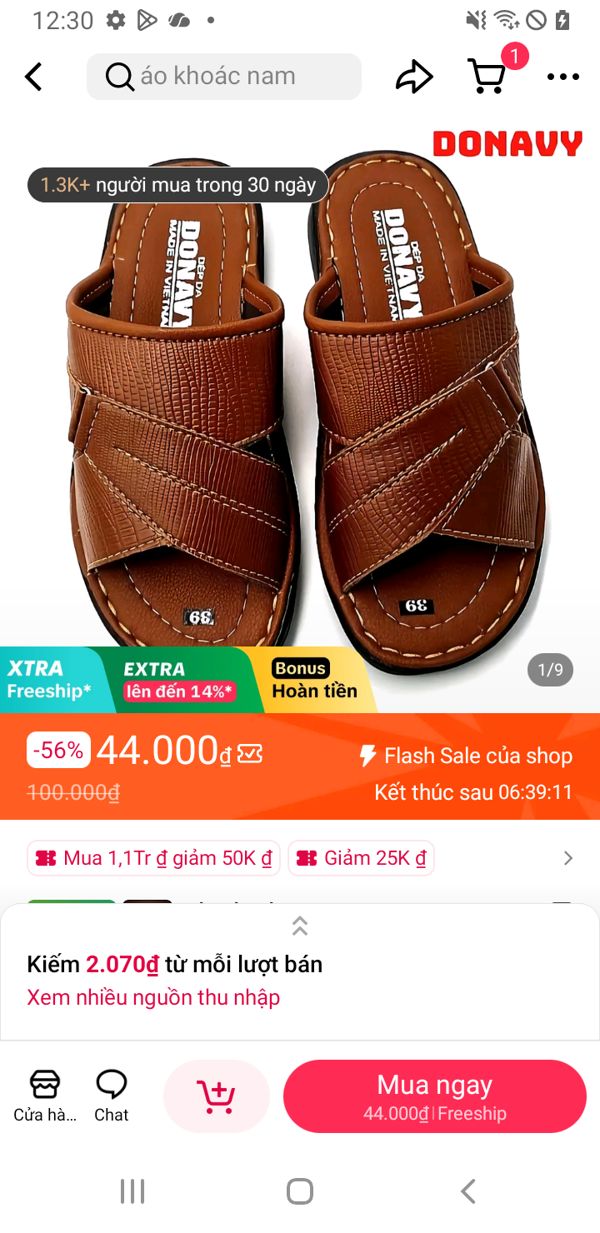 12:30
áo khoác nam
1
DONAVY
1.3K+ người mua trong 30 ngày
DÉP DA
DONAVY
MADE IN VIETNAM
DÉP DA
DONAVY
MADE IN VIETNAM
39
39
XTRA
Freeship*
EXTRA
lên đến 14%*
Bonus
Hoàn tiền
1/9
-56% 44.000₫
Flash Sale của shop
100.000₫
Kết thúc sau 06:39:11
Mua 1,1Tr ₫ giảm 50K ₫
Giảm 25K ₫
Kiếm 2.070₫ từ mỗi lượt bán
Xem nhiều nguồn thu nhập
Cửa hà...
Chat
Mua ngay
44.000₫|Freeship